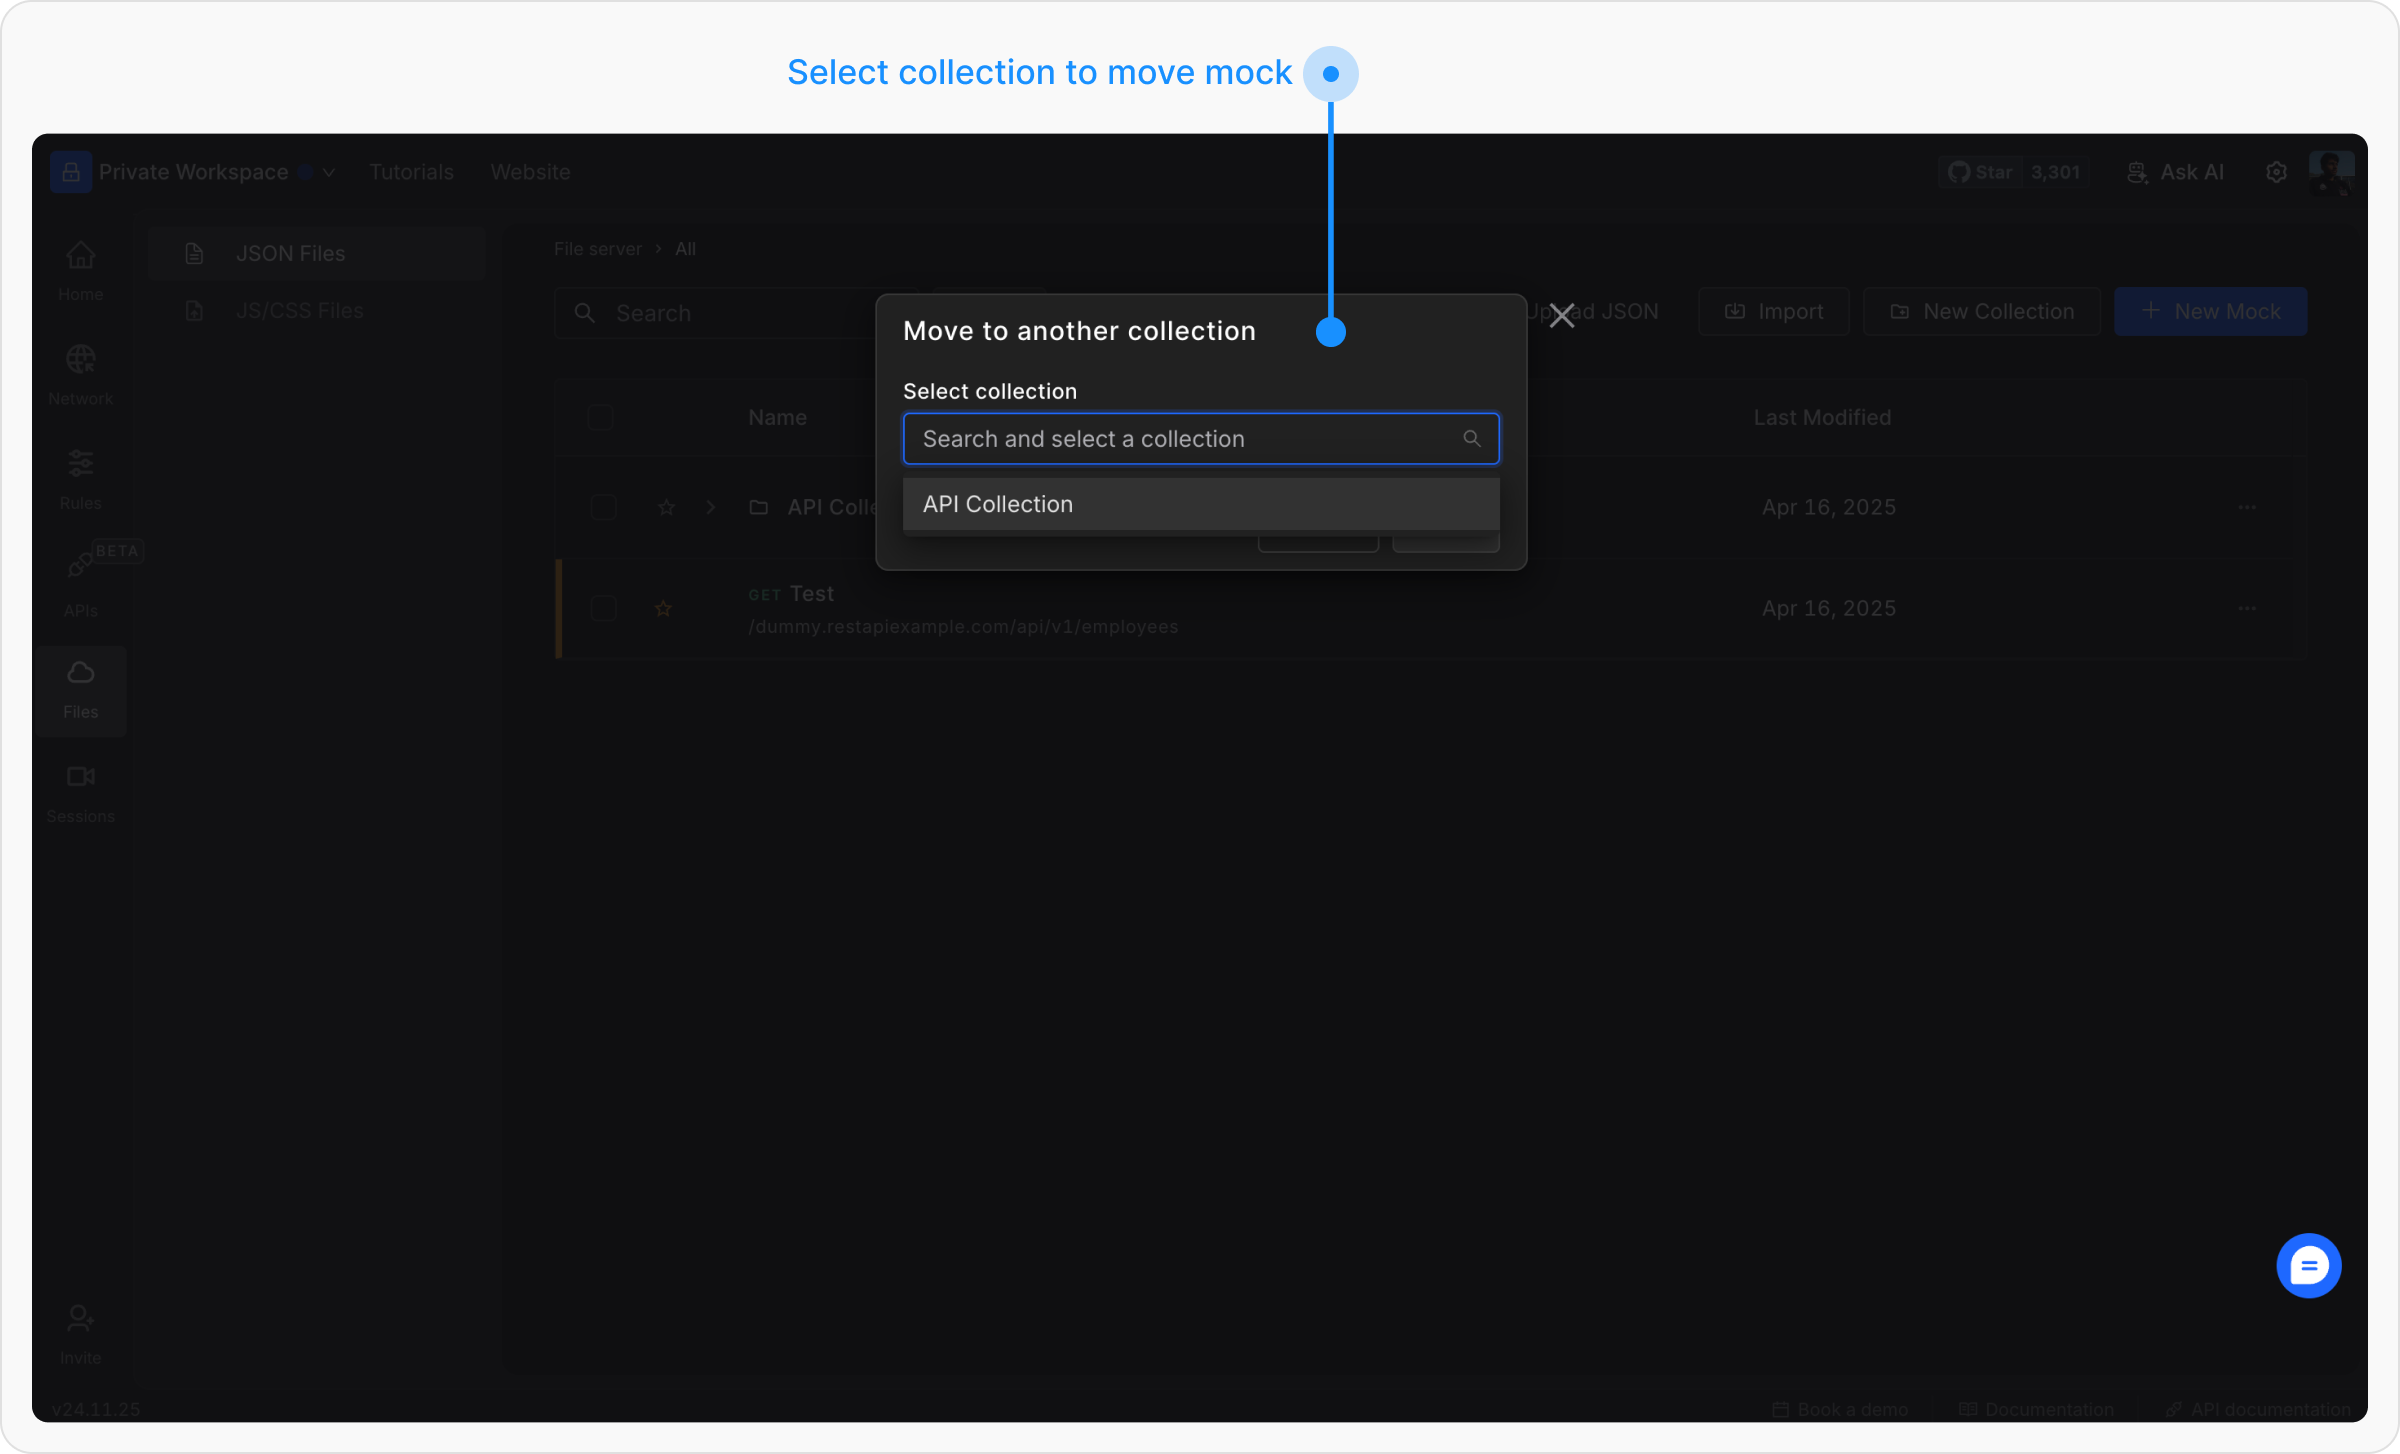 Select collection to move mock
Private Workspace
Tutorials
Website
Star
3,301
Ask AI
Home
Network
Rules
BETA
APIs
Files
Sessions
Invite
v24.11.25
JSON Files
JS/CSS Files
File server > All
Search
JSON
Import
New Collection
+ New Mock
Name
Last Modified
API Colle
Apr 16, 2025
GET Test
/dummy.restapiexample.com/api/v1/employees
Apr 16, 2025
Move to another collection
Select collection
Search and select a collection
API Collection
Book a demo
Documentation
API documentation